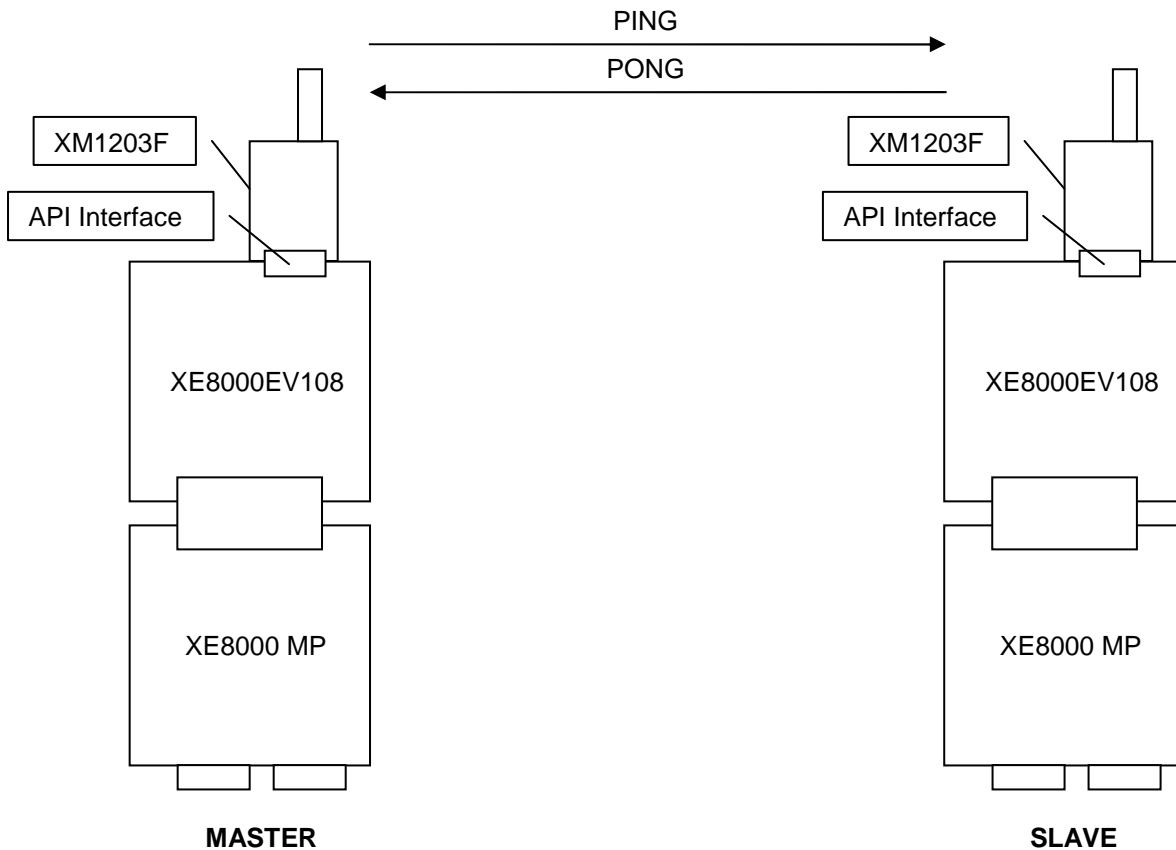 PING
PONG
XM1203F
XM1203F
API Interface
API Interface
XE8000EV108
XE8000EV108
XE8000 MP
XE8000 MP
MASTER
SLAVE